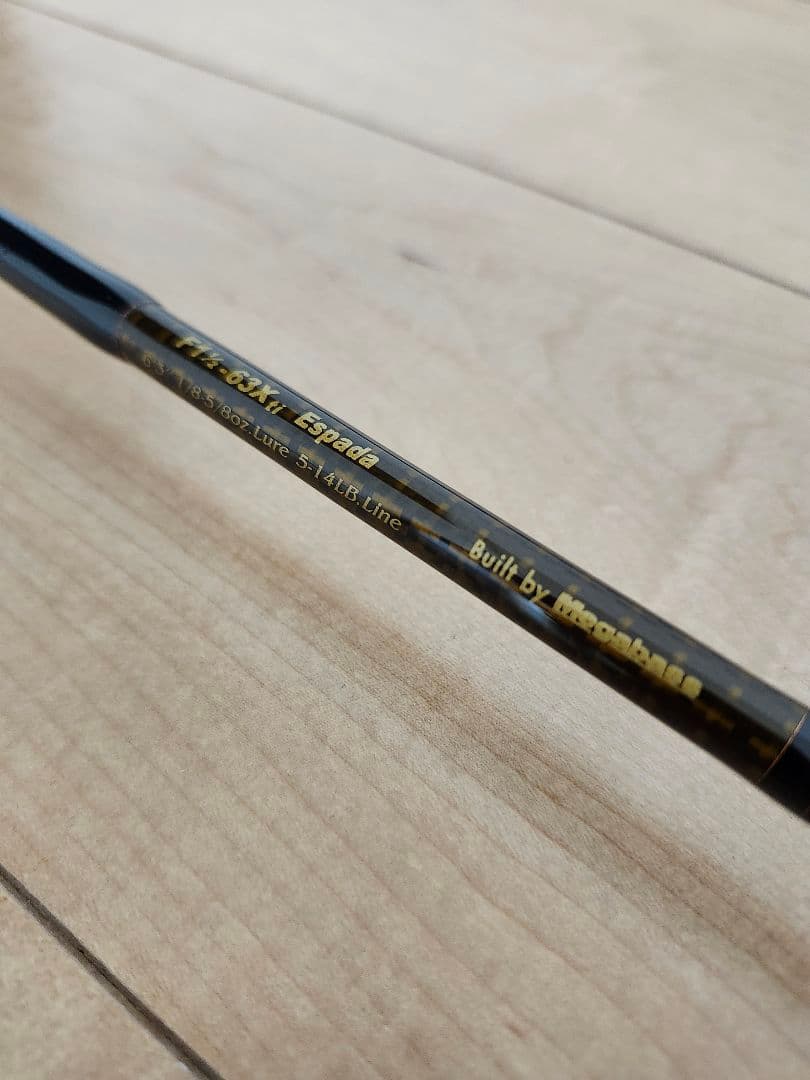 F1½-63Xti Espada
6'3" 1/8-5/8oz.Lure 5-14LB.Line
Built by Megabass